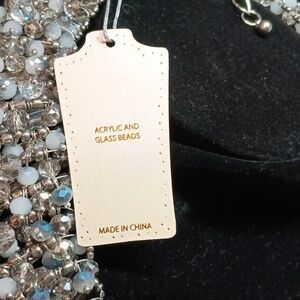 ACRYLIC AND
GLASS BEADS
MADE IN CHINA